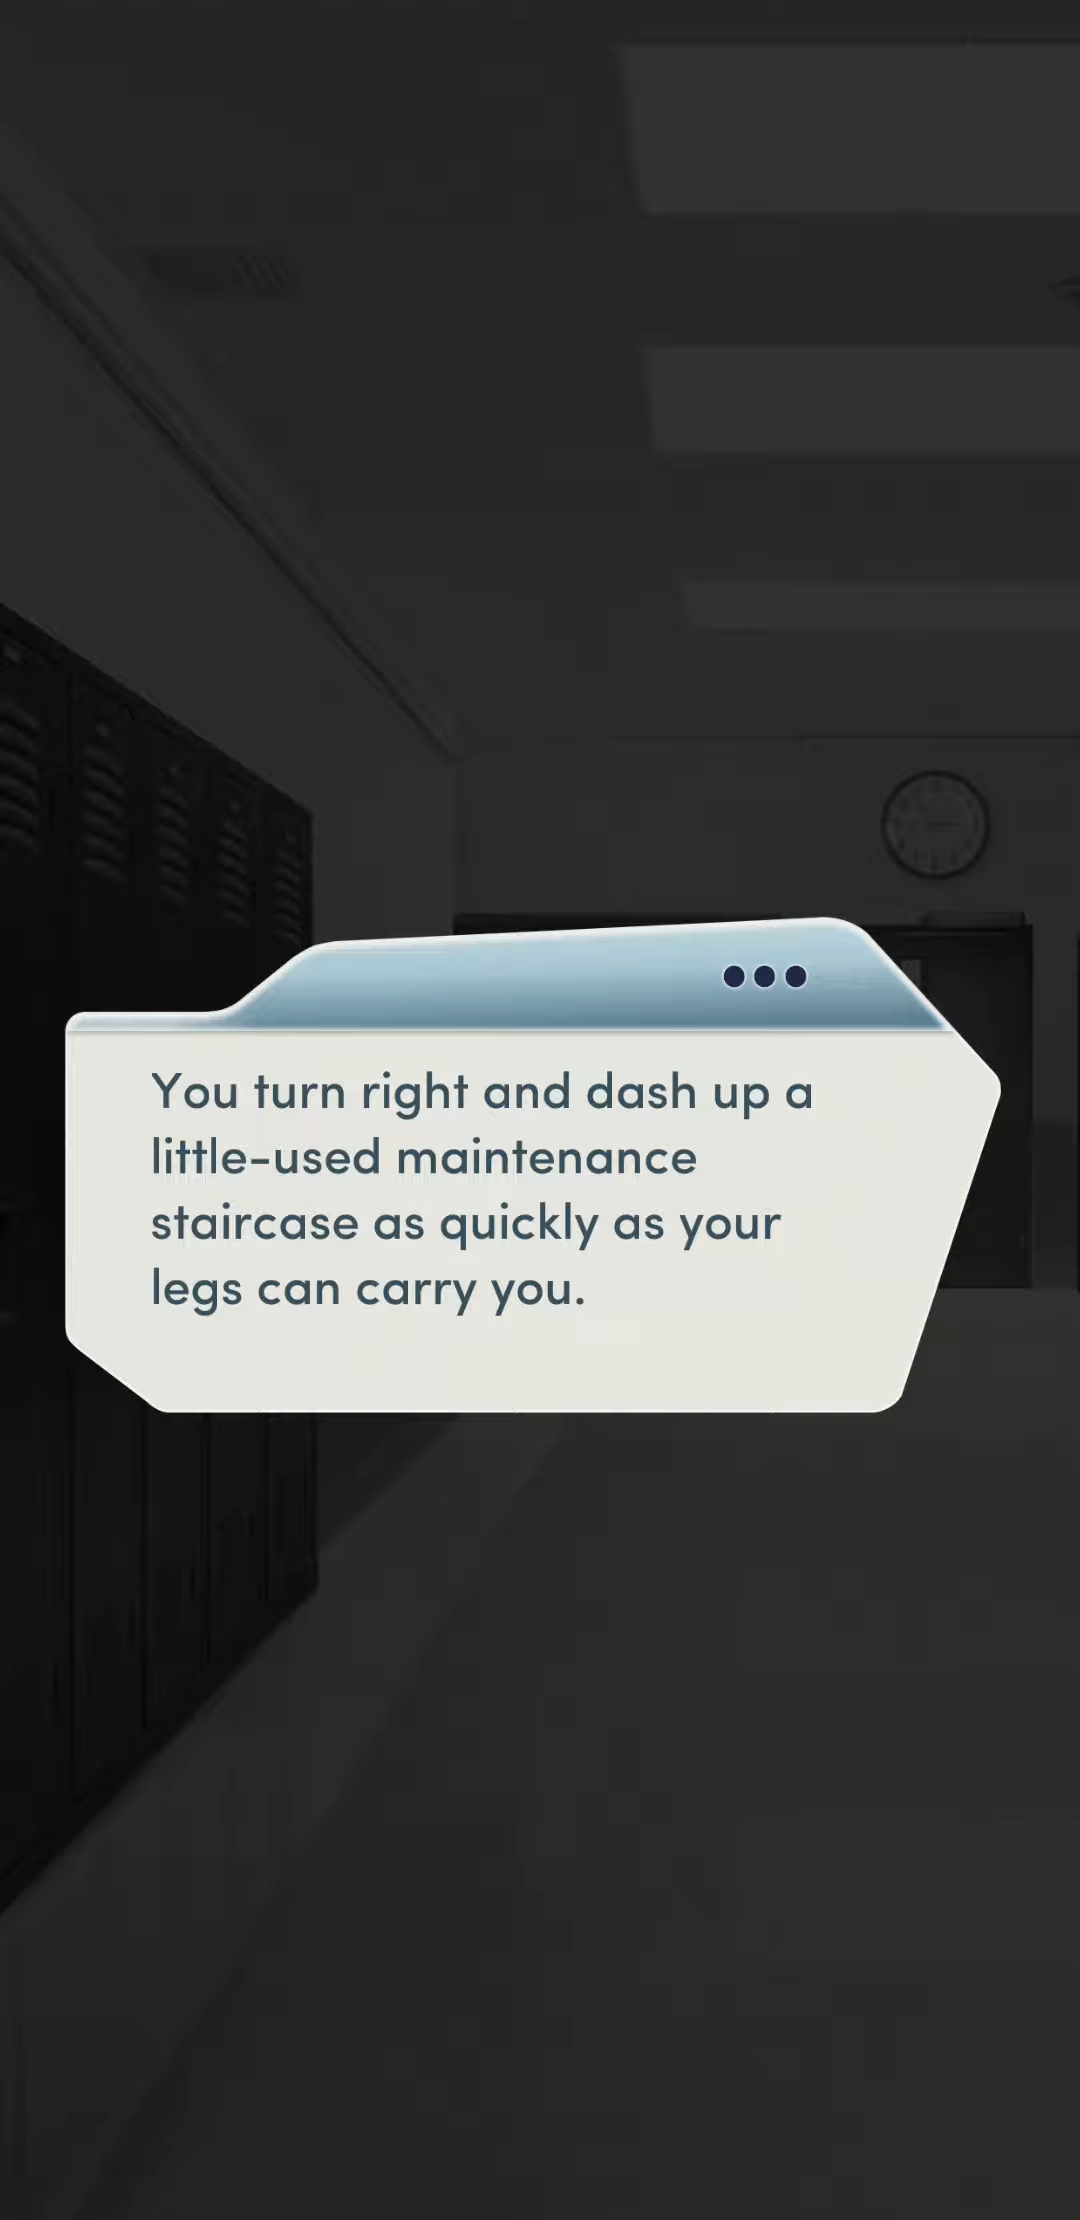 You turn right and dash up a
little-used maintenance
staircase as quickly as your
legs can carry you.